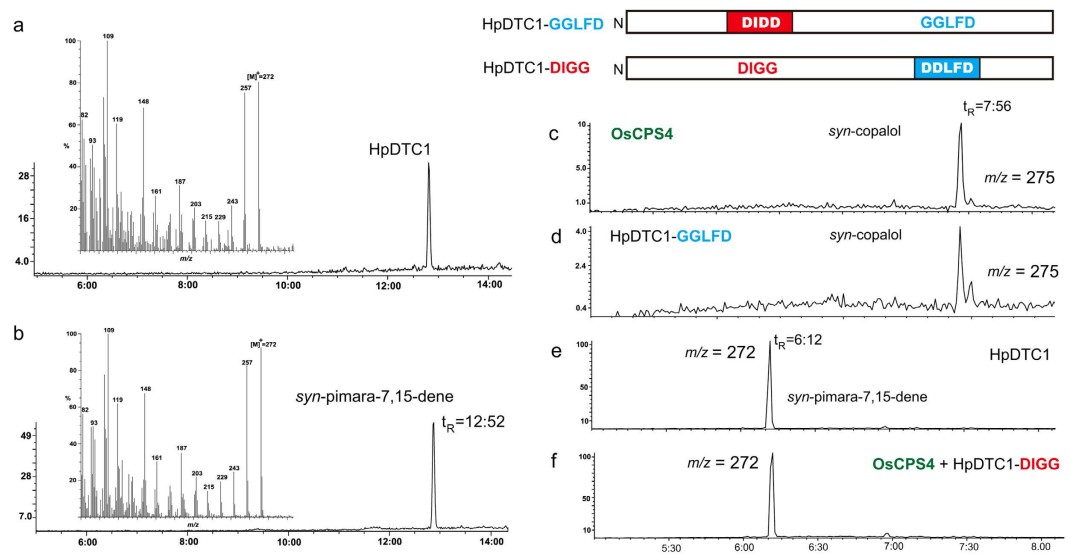 a
100
80
60
%
40
20
0
82
93
109
119
148
161
187
203
215
229
243
257
[M]+=272
m/z
HpDTC1
28
16
4.0
6:00
8:00
10:00
12:00
14:00
b
100
80
60
%
40
20
0
82
93
109
119
148
161
187
203
215
229
243
257
[M]+=272
m/z
syn-pimara-7,15-dene
tR=12:52
49
28
7.0
6:00
8:00
10:00
12:00
14:00
HpDTC1-GGLFD N DIDD GGLFD
HpDTC1-DIGG N DIGG DDLFD
tR=7:56
c
OsCPS4
syn-copalol
m/z = 275
10
5.0
1.0
d
HpDTC1-GGLFD
syn-copalol
m/z = 275
4.0
2.4
0.4
e
m/z = 272
tR=6:12
HpDTC1
syn-pimara-7,15-dene
100
50
10
f
m/z = 272
OsCPS4 + HpDTC1-DIGG
100
50
10
5:30
6:00
6:30
7:00
7:30
8.00